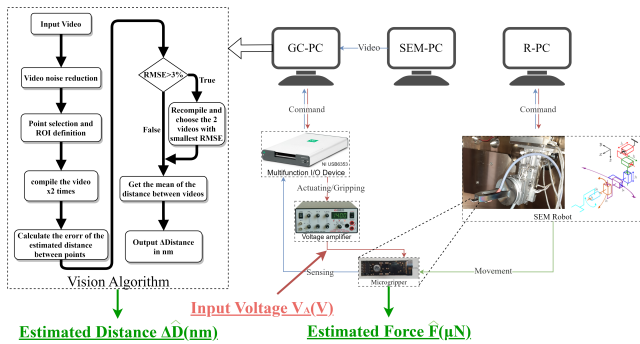 Input Video
Video noise reduction
Point selection and
ROI definition
compile the video
x2 times
Calculate the erorr of the
estimated distance
between points
RMSE>3%
True
False
Recompile and
choose the 2
videos with
smallest RMSE
Get the mean of the
distance between videos
Output ΔDistance
in nm
Vision Algorithm
GC-PC
Video
SEM-PC
R-PC
Command
Command
NI USB6353
Multifunction I/O Device
Actuating/Gripping
Voltage amplifier
Sensing
Microgripper
Movement
SEM Robot
Input Voltage VA(V)
Estimated Distance ΔD̂(nm)
Estimated Force F̂(μN)